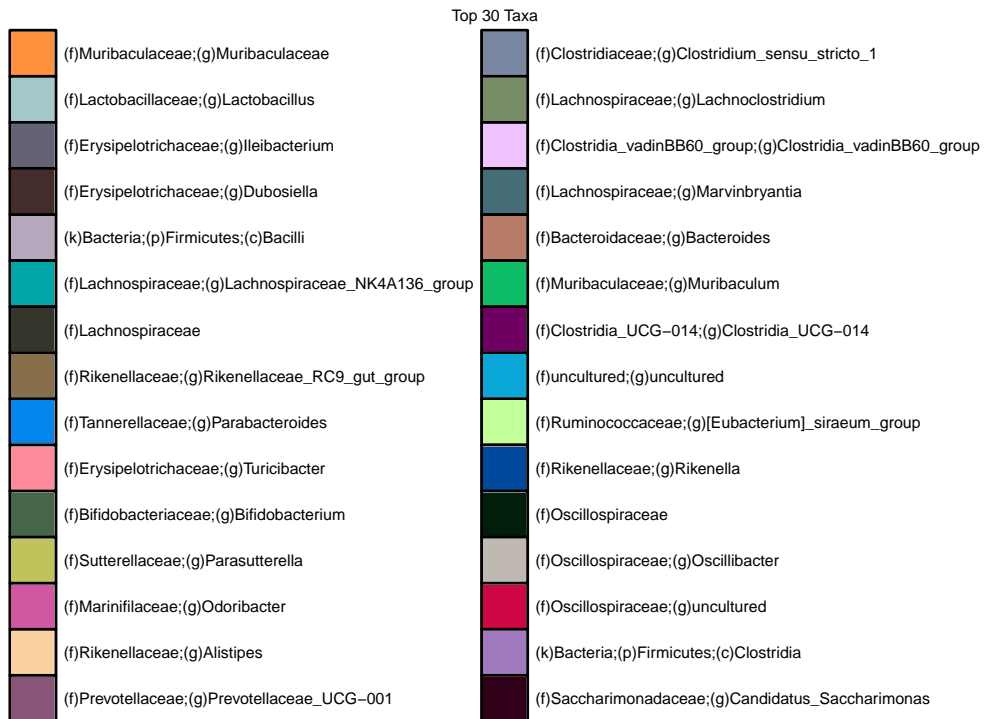 Top 30 Taxa
(f)Muribaculaceae;(g)Muribaculaceae
(f)Lactobacillaceae;(g)Lactobacillus
(f)Erysipelotrichaceae;(g)Ileibacterium
(f)Erysipelotrichaceae;(g)Dubosiella
(k)Bacteria;(p)Firmicutes;(c)Bacilli
(f)Lachnospiraceae;(g)Lachnospiraceae_NK4A136_group
(f)Lachnospiraceae
(f)Rikenellaceae;(g)Rikenellaceae_RC9_gut_group
(f)Tannerellaceae;(g)Parabacteroides
(f)Erysipelotrichaceae;(g)Turicibacter
(f)Bifidobacteriaceae;(g)Bifidobacterium
(f)Sutterellaceae;(g)Parasutterella
(f)Marinifilaceae;(g)Odoribacter
(f)Rikenellaceae;(g)Alistipes
(f)Prevotellaceae;(g)Prevotellaceae_UCG−001
(f)Clostridiaceae;(g)Clostridium_sensu_stricto_1
(f)Lachnospiraceae;(g)Lachnoclostridium
(f)Clostridia_vadinBB60_group;(g)Clostridia_vadinBB60_group
(f)Lachnospiraceae;(g)Marvinbryantia
(f)Bacteroidaceae;(g)Bacteroides
(f)Muribaculaceae;(g)Muribaculum
(f)Clostridia_UCG−014;(g)Clostridia_UCG−014
(f)uncultured;(g)uncultured
(f)Ruminococcaceae;(g)[Eubacterium]_siraeum_group
(f)Rikenellaceae;(g)Rikenella
(f)Oscillospiraceae
(f)Oscillospiraceae;(g)Oscillibacter
(f)Oscillospiraceae;(g)uncultured
(k)Bacteria;(p)Firmicutes;(c)Clostridia
(f)Saccharimonadaceae;(g)Candidatus_Saccharimonas